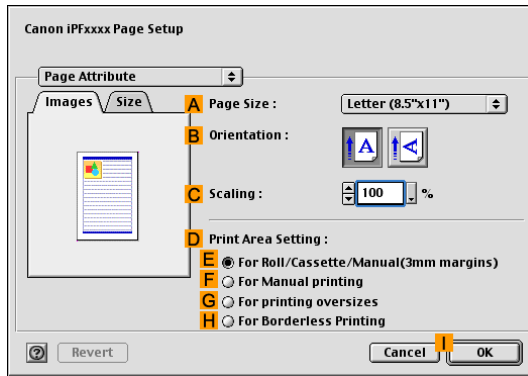 Canon iPFxxxx Page Setup
Page Attribute
Images Size
A Page Size : Letter (8.5"x11")
B Orientation : A A
C Scaling : 100 %
D Print Area Setting :
E For Roll/Cassette/Manual(3mm margins)
F For Manual printing
G For printing oversizes
H For Borderless Printing
? Revert Cancel I OK